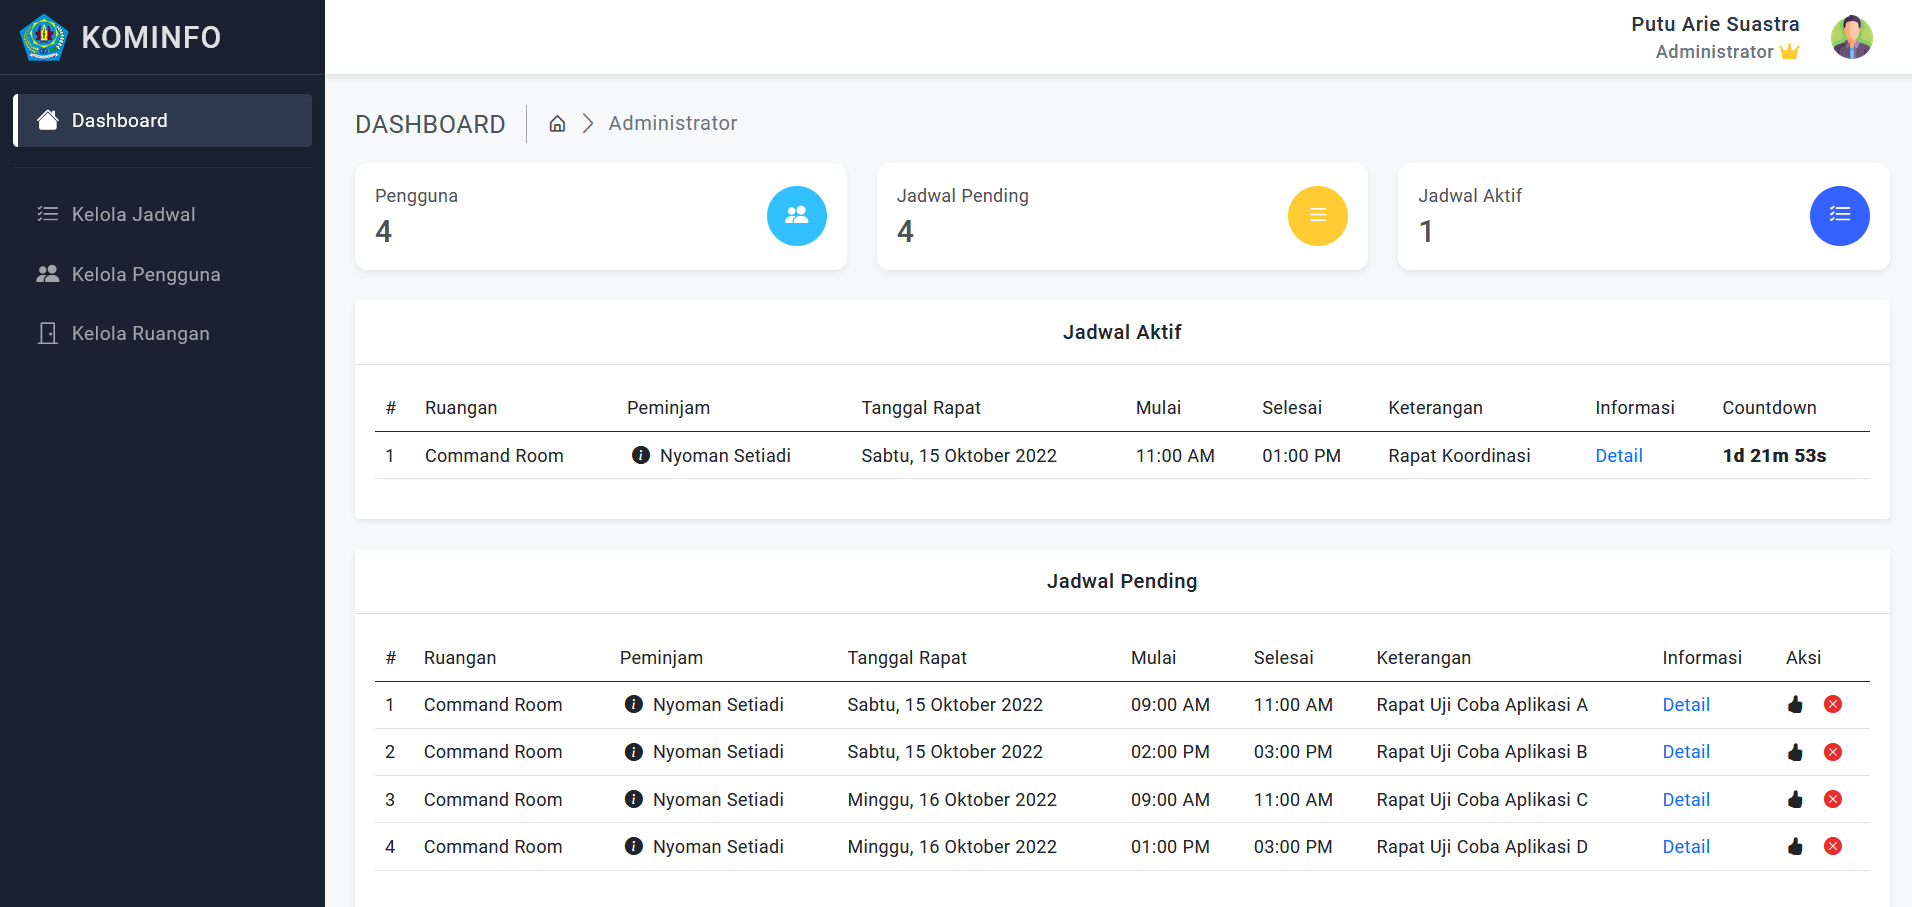 KOMINFO
Putu Arie Suastra
Administrator
Dashboard
Kelola Jadwal
Kelola Pengguna
Kelola Ruangan
DASHBOARD Administrator
Pengguna
4
Jadwal Pending
4
Jadwal Aktif
1
Jadwal Aktif
# Ruangan Peminjam Tanggal Rapat Mulai Selesai Keterangan Informasi Countdown
1 Command Room Nyoman Setiadi Sabtu, 15 Oktober 2022 11:00 AM 01:00 PM Rapat Koordinasi Detail 1d 21m 53s
Jadwal Pending
# Ruangan Peminjam Tanggal Rapat Mulai Selesai Keterangan Informasi Aksi
1 Command Room Nyoman Setiadi Sabtu, 15 Oktober 2022 09:00 AM 11:00 AM Rapat Uji Coba Aplikasi A Detail
2 Command Room Nyoman Setiadi Sabtu, 15 Oktober 2022 02:00 PM 03:00 PM Rapat Uji Coba Aplikasi B Detail
3 Command Room Nyoman Setiadi Minggu, 16 Oktober 2022 09:00 AM 11:00 AM Rapat Uji Coba Aplikasi C Detail
4 Command Room Nyoman Setiadi Minggu, 16 Oktober 2022 01:00 PM 03:00 PM Rapat Uji Coba Aplikasi D Detail